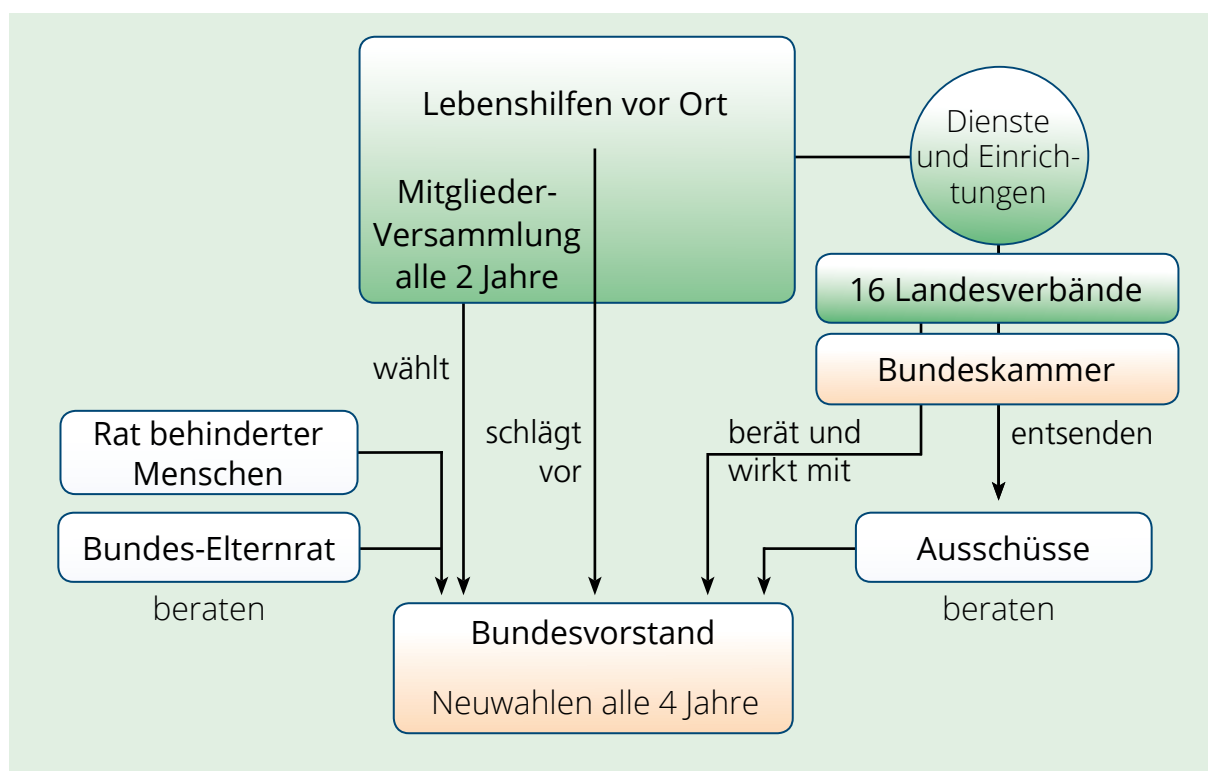 Lebenshilfen vor Ort
Mitglieder-
Versammlung
alle 2 Jahre
Dienste
und Einrich-
tungen
16 Landesverbände
Bundeskammer
wählt
schlägt
vor
berät und
wirkt mit
entsenden
Rat behinderter
Menschen
Bundes-Elternrat
beraten
Ausschüsse
beraten
Bundesvorstand
Neuwahlen alle 4 Jahre